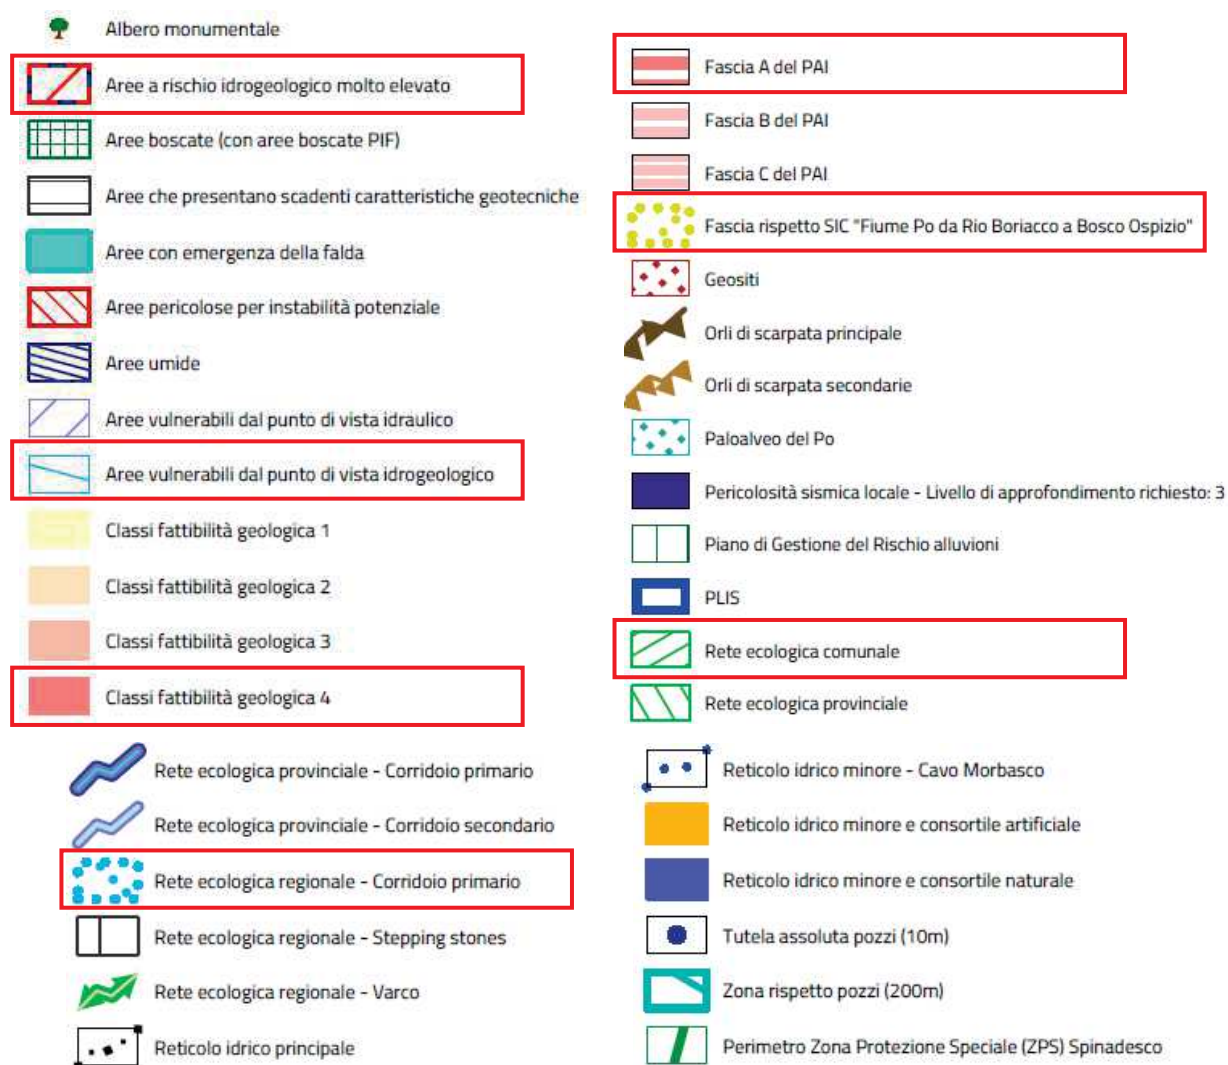 Albero monumentale
Aree a rischio idrogeologico molto elevato
Aree boscate (con aree boscate PIF)
Aree che presentano scadenti caratteristiche geotecniche
Aree con emergenza della falda
Aree pericolose per instabilità potenziale
Aree umide
Aree vulnerabili dal punto di vista idraulico
Aree vulnerabili dal punto di vista idrogeologico
Classi fattibilità geologica 1
Classi fattibilità geologica 2
Classi fattibilità geologica 3
Classi fattibilità geologica 4
Fascia A del PAI
Fascia B del PAI
Fascia C del PAI
Fascia rispetto SIC "Fiume Po da Rio Boriacco a Bosco Ospizio"
Geositi
Orli di scarpata principale
Orli di scarpata secondarie
Paloalveo del Po
Pericolosità sismica locale - Livello di approfondimento richiesto: 3
Piano di Gestione del Rischio alluvioni
PLIS
Rete ecologica comunale
Rete ecologica provinciale
Rete ecologica provinciale - Corridoio primario
Rete ecologica provinciale - Corridoio secondario
Rete ecologica regionale - Corridoio primario
Rete ecologica regionale - Stepping stones
Rete ecologica regionale - Varco
Reticolo idrico principale
Reticolo idrico minore - Cavo Morbasco
Reticolo idrico minore e consortile artificiale
Reticolo idrico minore e consortile naturale
Tutela assoluta pozzi (10m)
Zona rispetto pozzi (200m)
Perimetro Zona Protezione Speciale (ZPS) Spinadesco